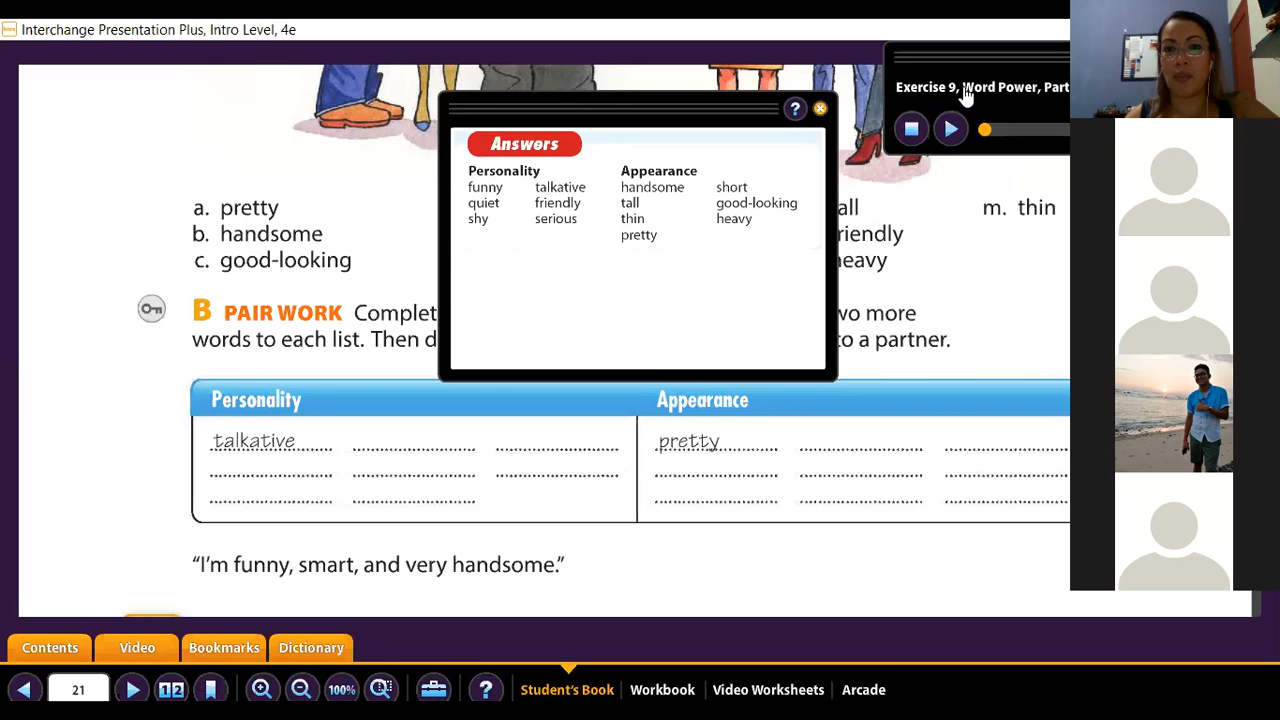 Interchange Presentation Plus, Intro Level, 4e
Exercise 9, Word Power, Part
?
Answers
Personality Appearance
funny talkative handsome short
quiet friendly tall good-looking
shy serious thin heavy
pretty
a. pretty all m. thin
b. handsome riendly
c. good-looking eavy
B PAIR WORK Complet wo more
words to each list. Then d to a partner.
Personality Appearance
talkative pretty
“I’m funny, smart, and very handsome.”
Contents Video Bookmarks Dictionary
21 12 100% ? Student's Book Workbook Video Worksheets Arcade